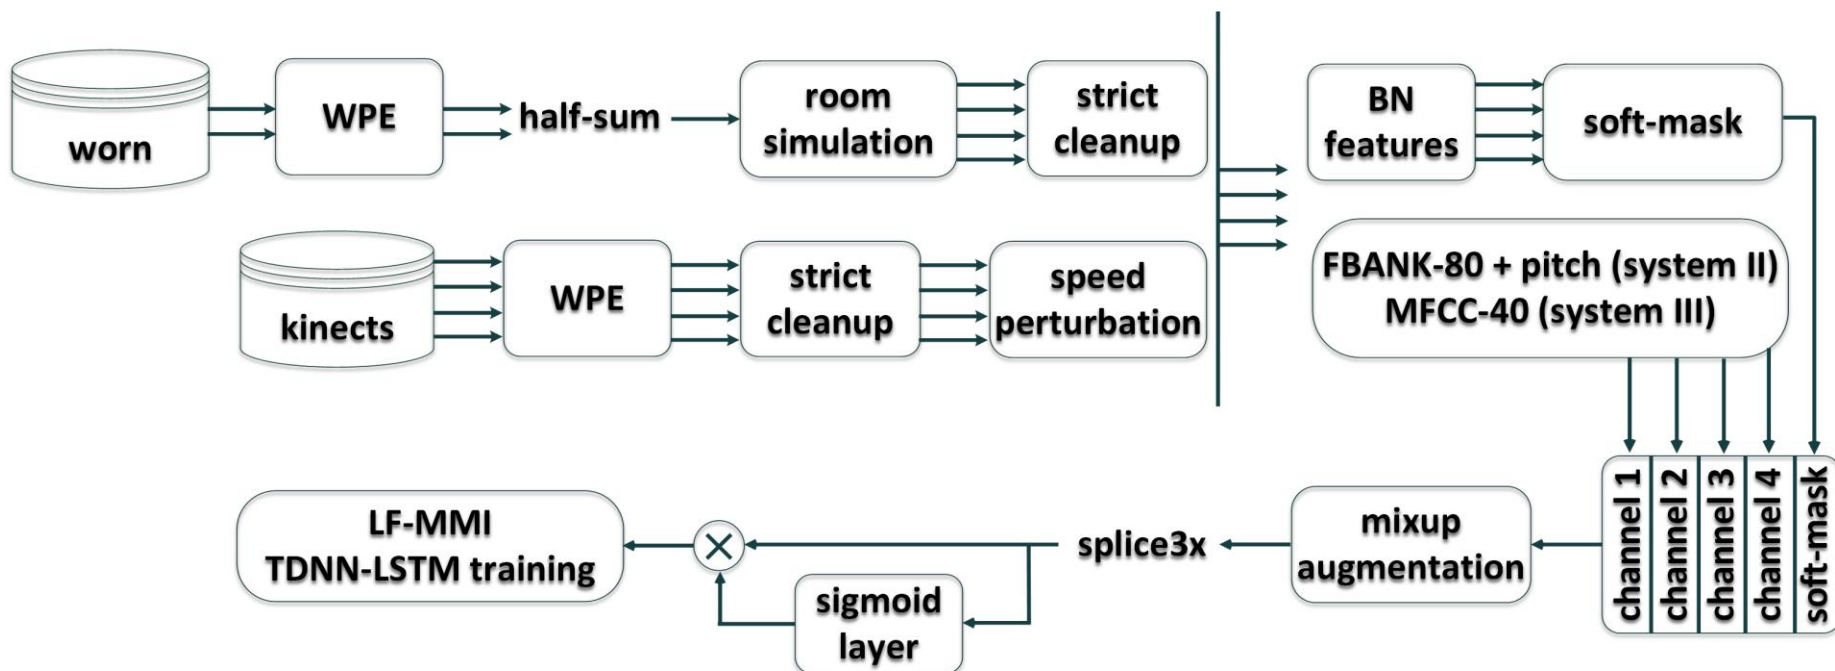 worn
WPE
half-sum
room
simulation
strict
cleanup
kinects
WPE
strict
cleanup
speed
perturbation
BN
features
soft-mask
FBANK-80 + pitch (system II)
MFCC-40 (system III)
channel 1
channel 2
channel 3
channel 4
soft-mask
mixup
augmentation
splice3x
sigmoid
layer
LF-MMI
TDNN-LSTM training